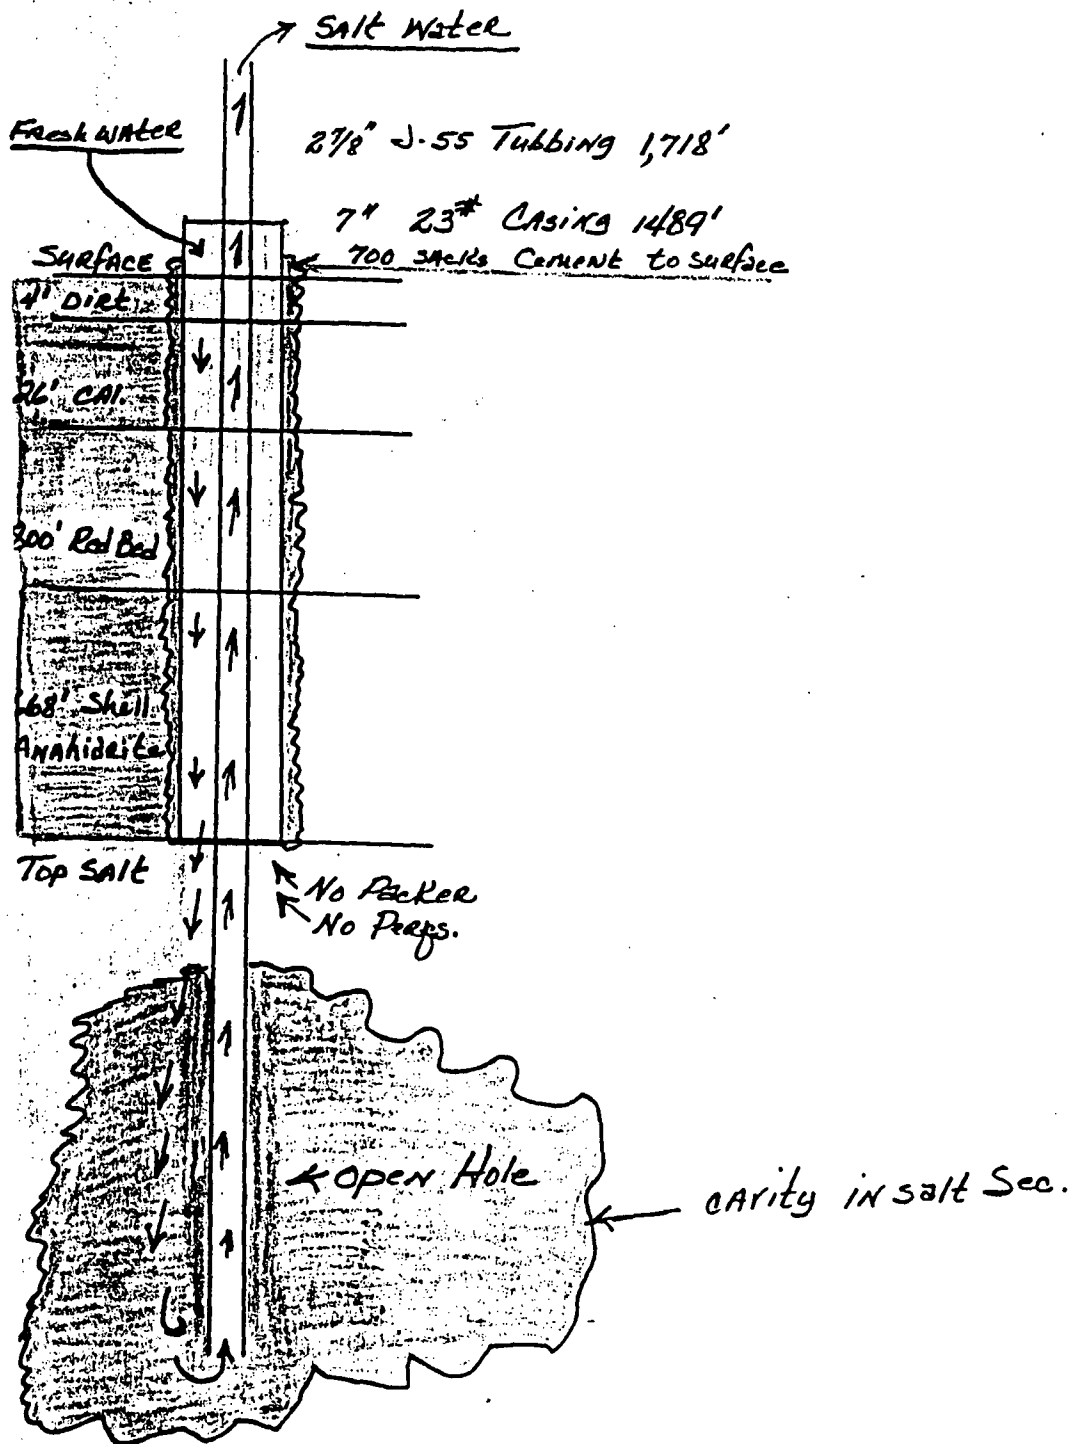 Salt Water
Fresh Water
2 7/8" J-55 Tubbing 1,718'
7" 23# Casing 1489'
700 Sacks Cement to surface
Surface
4' Dirt
26' Cal.
300' Red Bed
68' Shell
Anahidrite
Top Salt
No Packer
No Perfs.
Open Hole
Cavity in salt Sec.